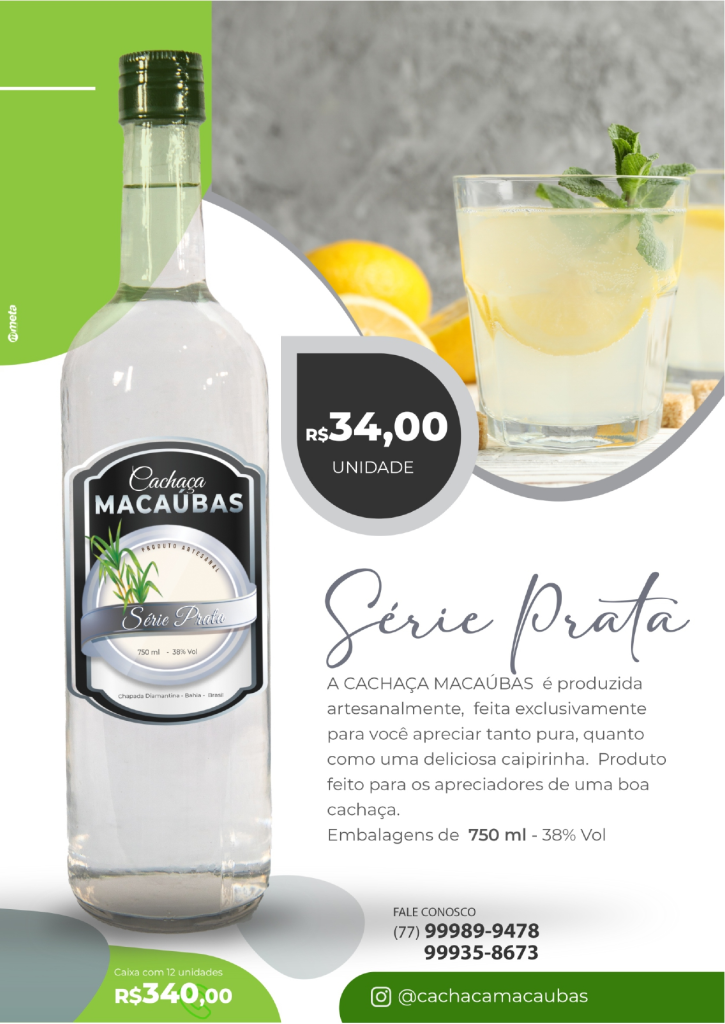 meta
R$34,00
UNIDADE
Cachaça
MACAÚBAS
PRODUTO ARTESANAL
Série Prata
750 ml - 38% Vol
Chapada Diamantina - Bahia - Brasil
Série Prata
A CACHAÇA MACAÚBAS é produzida
artesanalmente, feita exclusivamente
para você apreciar tanto pura, quanto
como uma deliciosa caipirinha. Produto
feito para os apreciadores de uma boa
cachaça.
Embalagens de 750 ml - 38% Vol
FALE CONOSCO
(77) 99989-9478
99935-8673
Caixa com 12 unidades
R$340,00
@cachacamacaubas